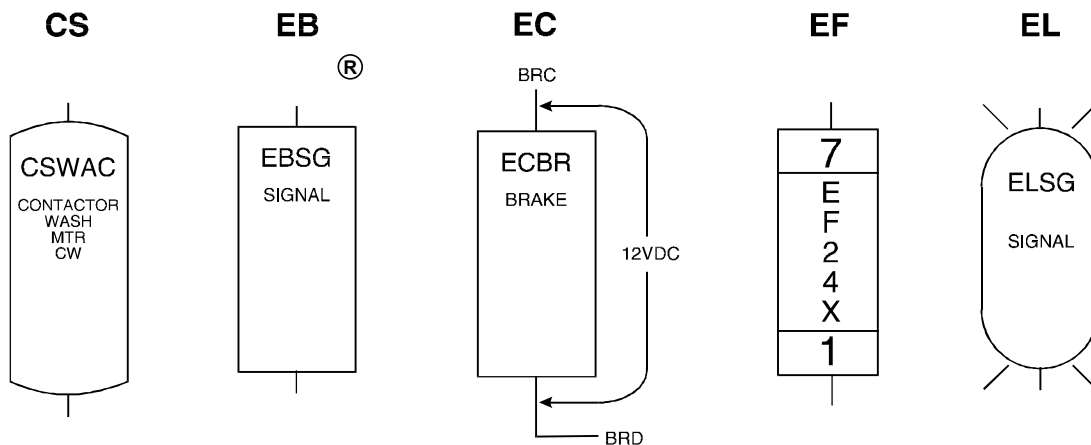 CS
EB
EC
EF
EL
®
CSWAC
CONTACTOR
WASH
MTR
CW
EBSG
SIGNAL
BRC
ECBR
BRAKE
12VDC
BRD
7
E
F
2
4
X
1
ELSG
SIGNAL